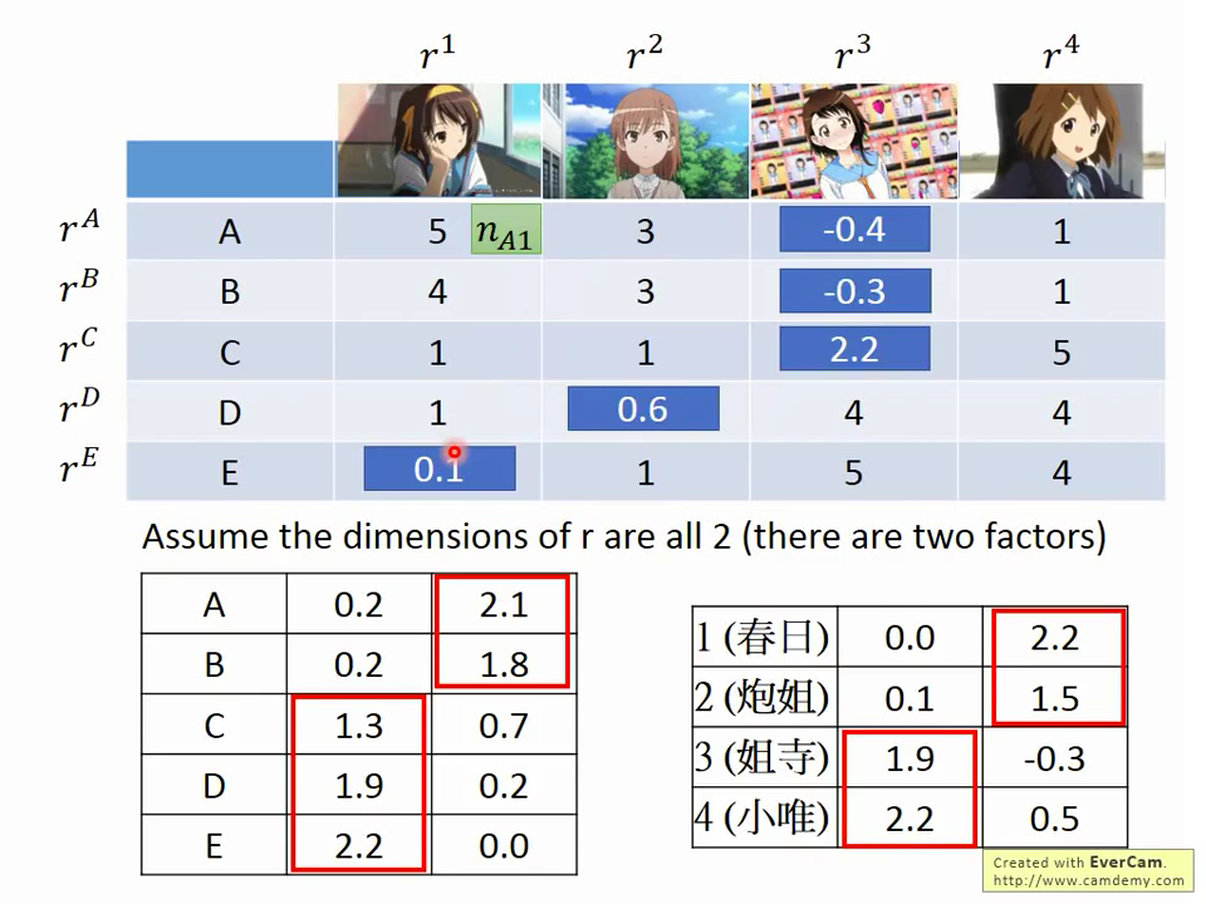 r^1 r^2 r^3 r^4
r^A A 5 n_{A1} 3 -0.4 1
r^B B 4 3 -0.3 1
r^C C 1 1 2.2 5
r^D D 1 0.6 4 4
r^E E 0.1 1 5 4
Assume the dimensions of r are all 2 (there are two factors)
A 0.2 2.1
B 0.2 1.8
C 1.3 0.7
D 1.9 0.2
E 2.2 0.0
1 (春日) 0.0 2.2
2 (炮姐) 0.1 1.5
3 (姐寺) 1.9 -0.3
4 (小唯) 2.2 0.5
Created with EverCam.
http://www.camdemy.com